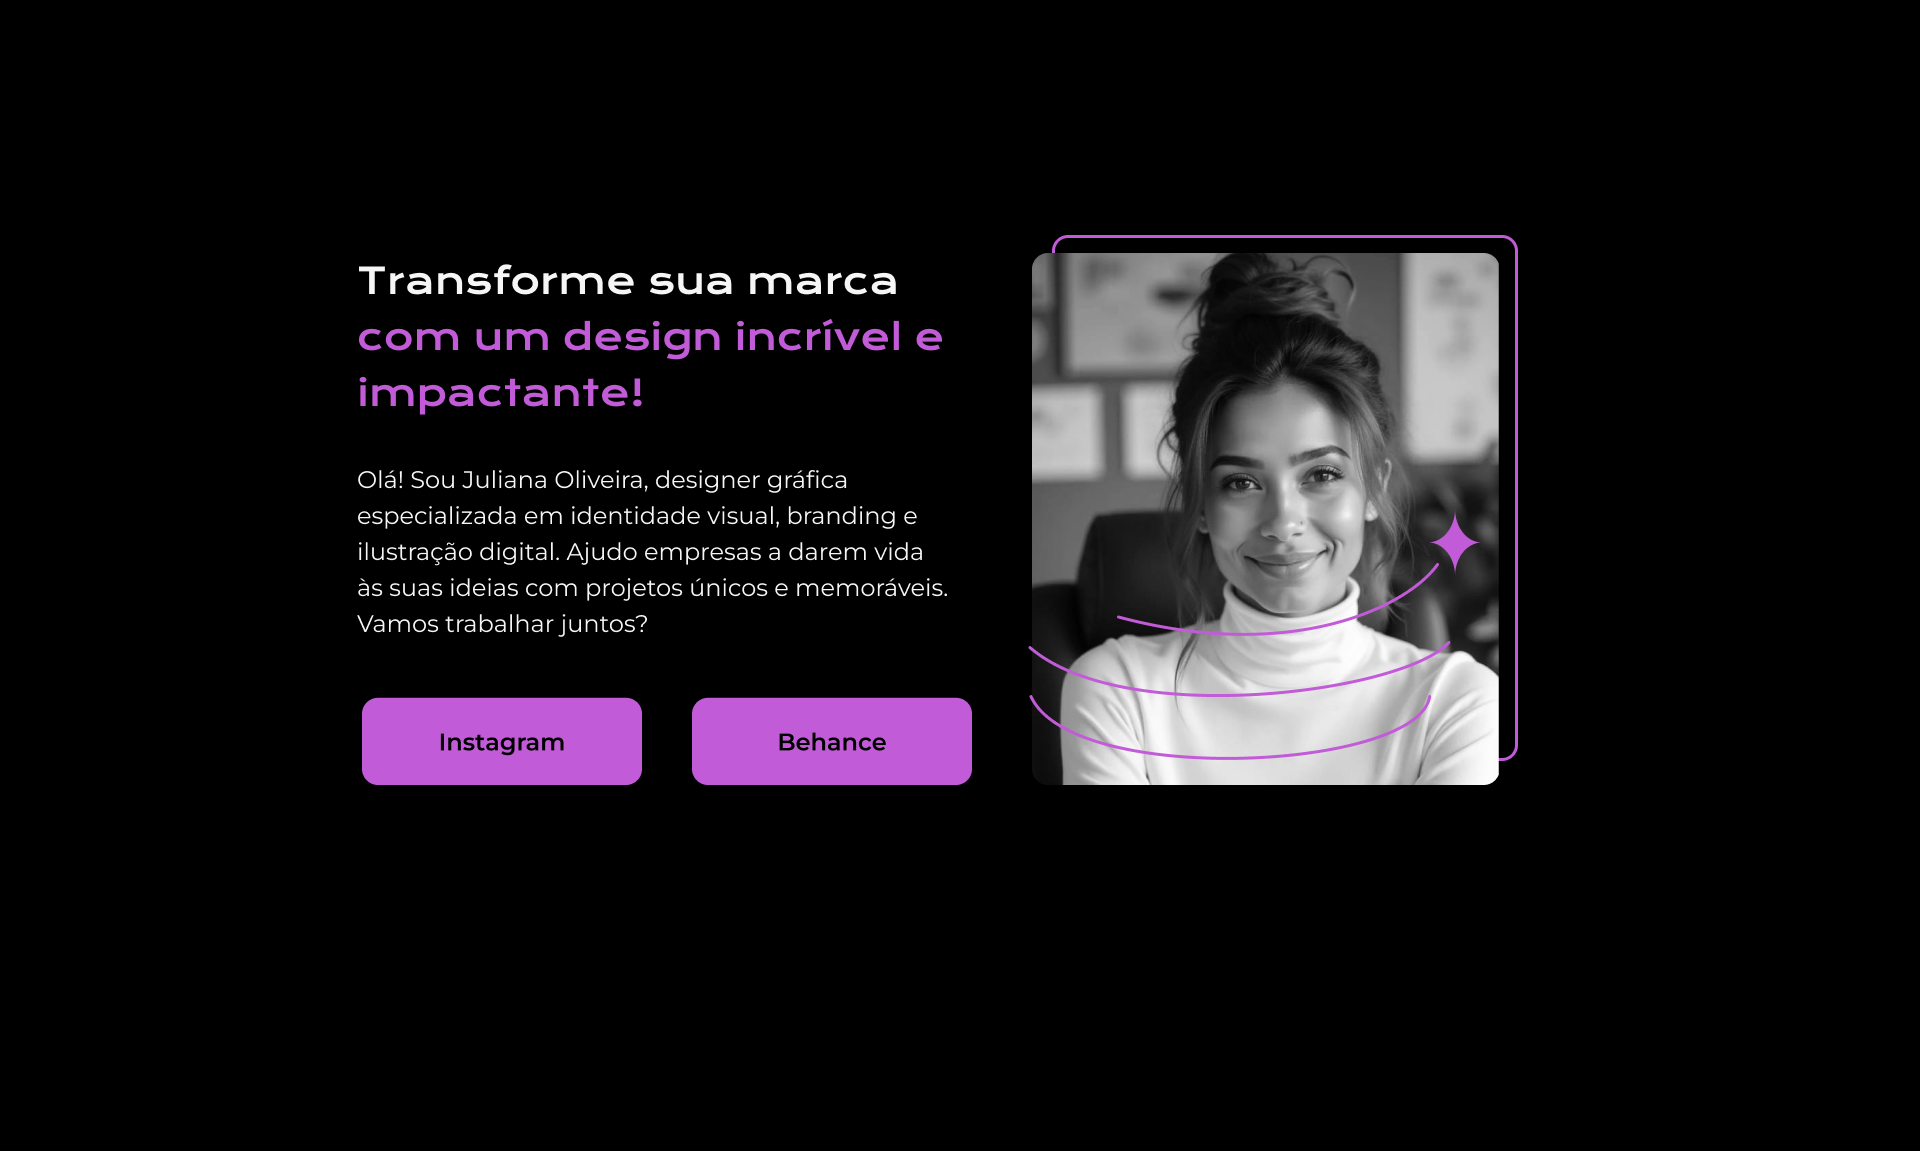 Transforme sua marca
com um design incrível e
impactante!
Olá! Sou Juliana Oliveira, designer gráfica
especializada em identidade visual, branding e
ilustração digital. Ajudo empresas a darem vida
às suas ideias com projetos únicos e memoráveis.
Vamos trabalhar juntos?
Instagram
Behance